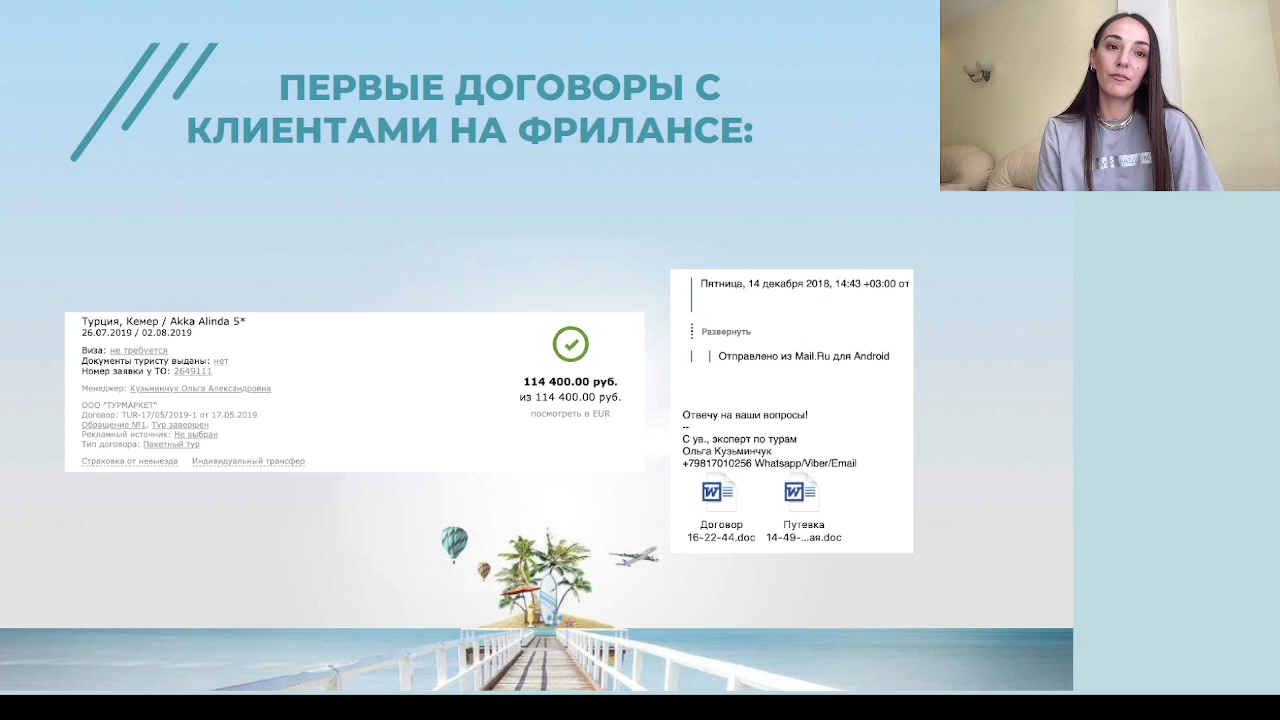 ПЕРВЫЕ ДОГОВОРЫ С
КЛИЕНТАМИ НА ФРИЛАНСЕ:
Турция, Кемер / Akka Alinda 5*
26.07.2019 / 02.08.2019
Виза: не требуется
Документы туристу выданы: нет
Номер заявки у ТО: 2649111
Менеджер: Кузьминчук Ольга Александровна
ООО "ТУРМАРКЕТ"
Договор: TUR-17/05/2019-1 от 17.05.2019
Обращение №1. Тур завершен
Рекламный источник: Не выбран
Тип договора: Пакетный тур
Страховка от невыезда Индивидуальный трансфер
114 400.00 руб.
из 114 400.00 руб.
посмотреть в EUR
Пятница, 14 декабря 2018, 14:43 +03:00 от
Развернуть
Отправлено из Mail.Ru для Android
Отвечу на ваши вопросы!
--
С ув., эксперт по турам
Ольга Кузьминчук
+79817010256 Whatsapp/Viber/Email
Договор
16-22-44.doc
Путевка
14-49-...ая.doc